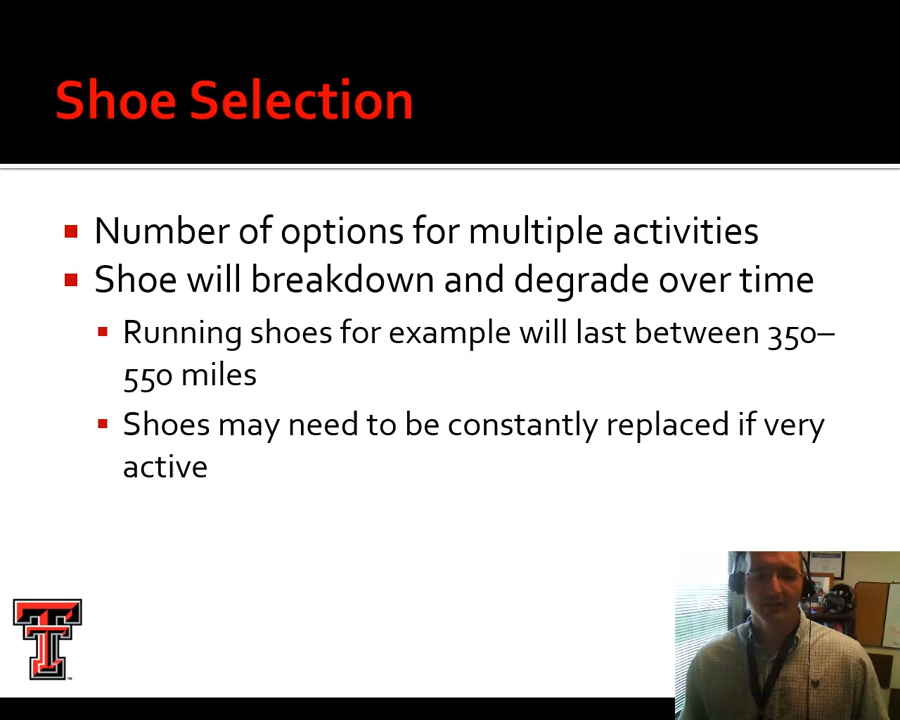 Shoe Selection
Number of options for multiple activities
Shoe will breakdown and degrade over time
Running shoes for example will last between 350–
550 miles
Shoes may need to be constantly replaced if very
active